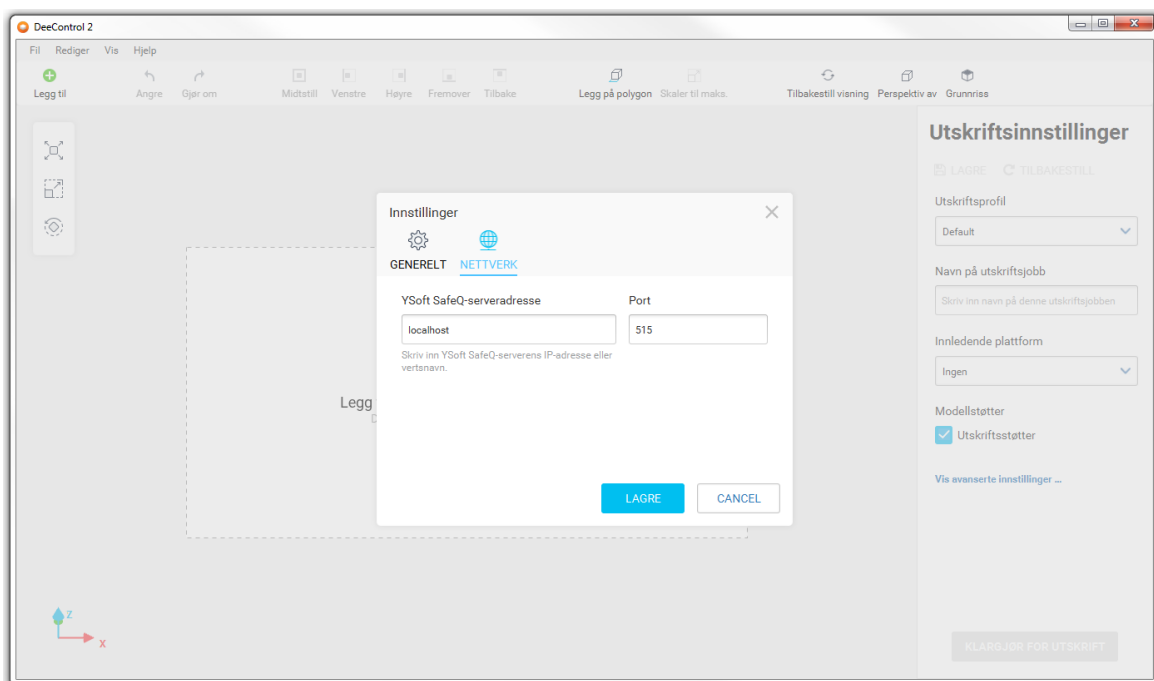 DeeControl 2
Fil Rediger Vis Hjelp
Legg til Angre Gjør om Midtstill Venstre Høyre Fremover Tilbake Legg på polygon Skaler til maks. Tilbakestill visning Perspektiv av Grunnriss
Utskriftsinnstillinger
LAGRE TILBAKESTILL
Utskriftsprofil
Default
Navn på utskriftsjobb
Skriv inn navn på denne utskriftsjobben
Innledende plattform
Ingen
Modellstøtter
Utskriftsstøtter
Vis avanserte innstillinger ...
KLARGJØR FOR UTSKRIFT
Innstillinger
GENERELT NETTVERK
YSoft SafeQ-serveradresse Port
localhost 515
Skriv inn YSoft SafeQ-serverens IP-adresse eller
vertsnavn.
LAGRE CANCEL
Legg
Z
X